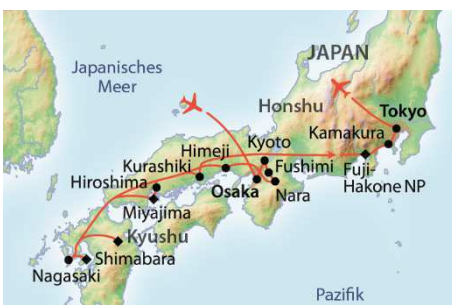 JAPAN
Japanisches
Meer
Honshu
Tokyo
Kamakura
Kyoto
Himeji
Kurashiki
Fushimi
Fuji-
Hakone NP
Hiroshima
Osaka
Nara
Miyajima
Kyushu
Shimabara
Nagasaki
Pazifik